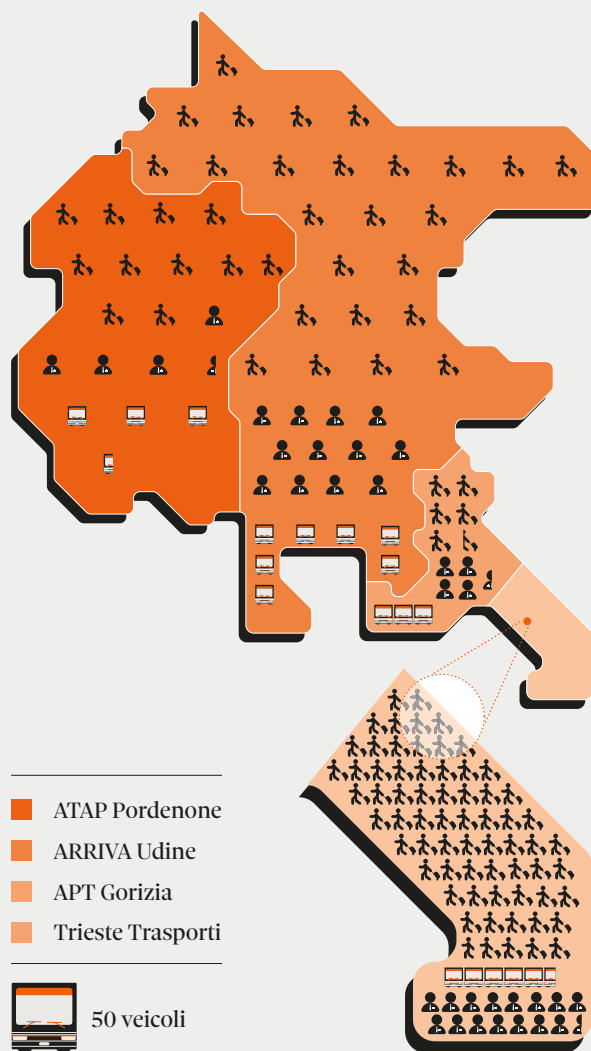 ATAP Pordenone
ARRIVA Udine
APT Gorizia
Trieste Trasporti
50 veicoli